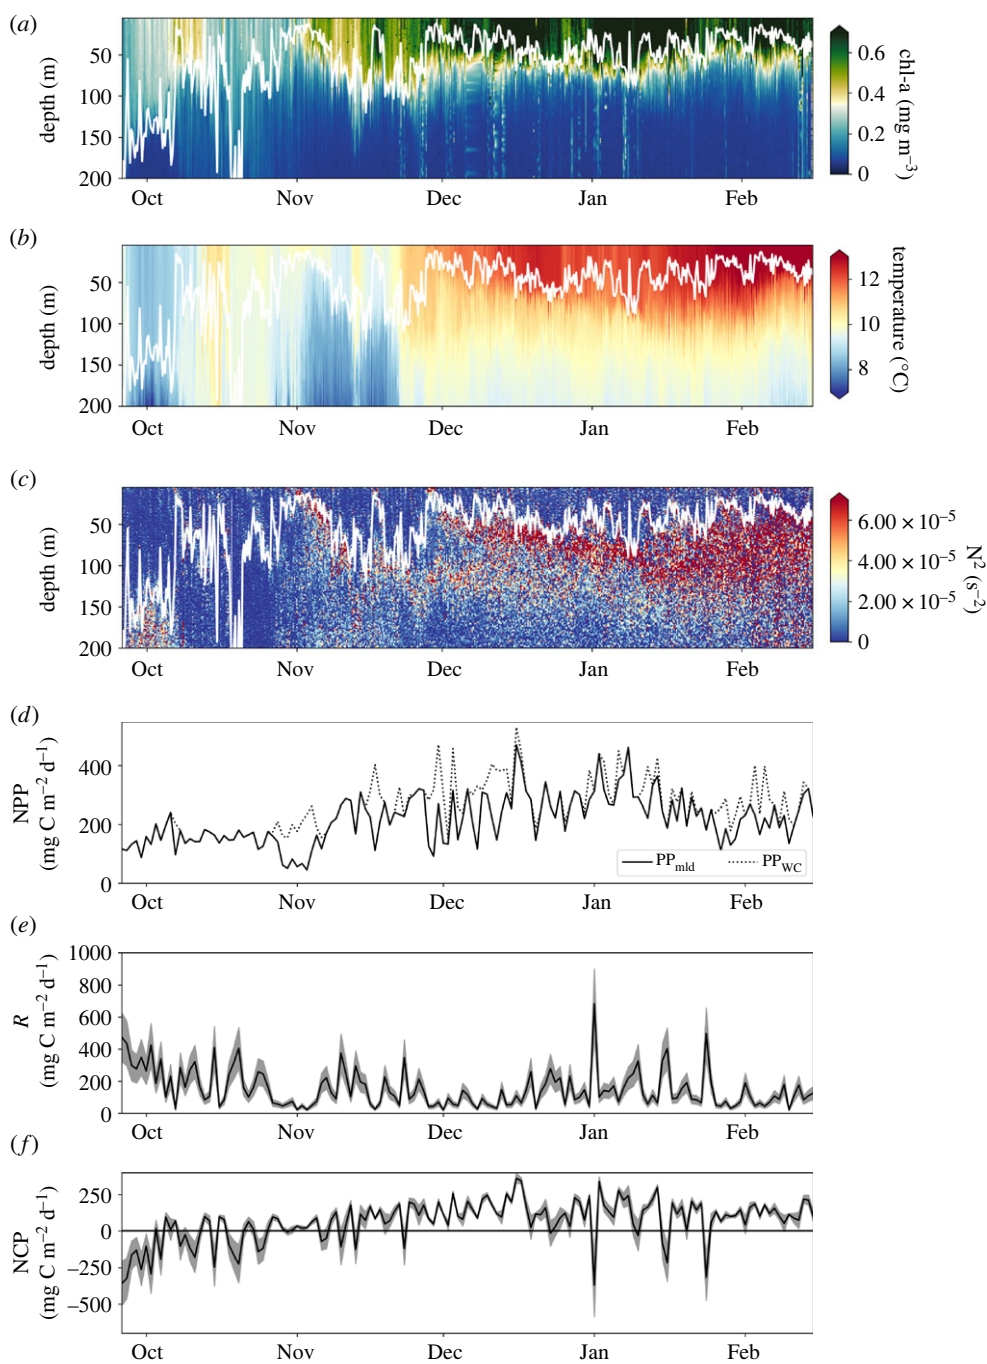 (a)
depth (m)
50
100
150
200
Oct
Nov
Dec
Jan
Feb
0.6
0.4
0.2
0
chl-a (mg m−3)
(b)
depth (m)
50
100
150
200
Oct
Nov
Dec
Jan
Feb
12
10
8
temperature (°C)
(c)
depth (m)
50
100
150
200
Oct
Nov
Dec
Jan
Feb
6.00 × 10−5
4.00 × 10−5
2.00 × 10−5
0
N2 (s−2)
(d)
NPP
(mg C m−2 d−1)
400
200
0
PPmld
PPWC
Oct
Nov
Dec
Jan
Feb
(e)
R
(mg C m−2 d−1)
1000
800
600
400
200
0
Oct
Nov
Dec
Jan
Feb
(f)
NCP
(mg C m−2 d−1)
250
0
−250
−500
Oct
Nov
Dec
Jan
Feb